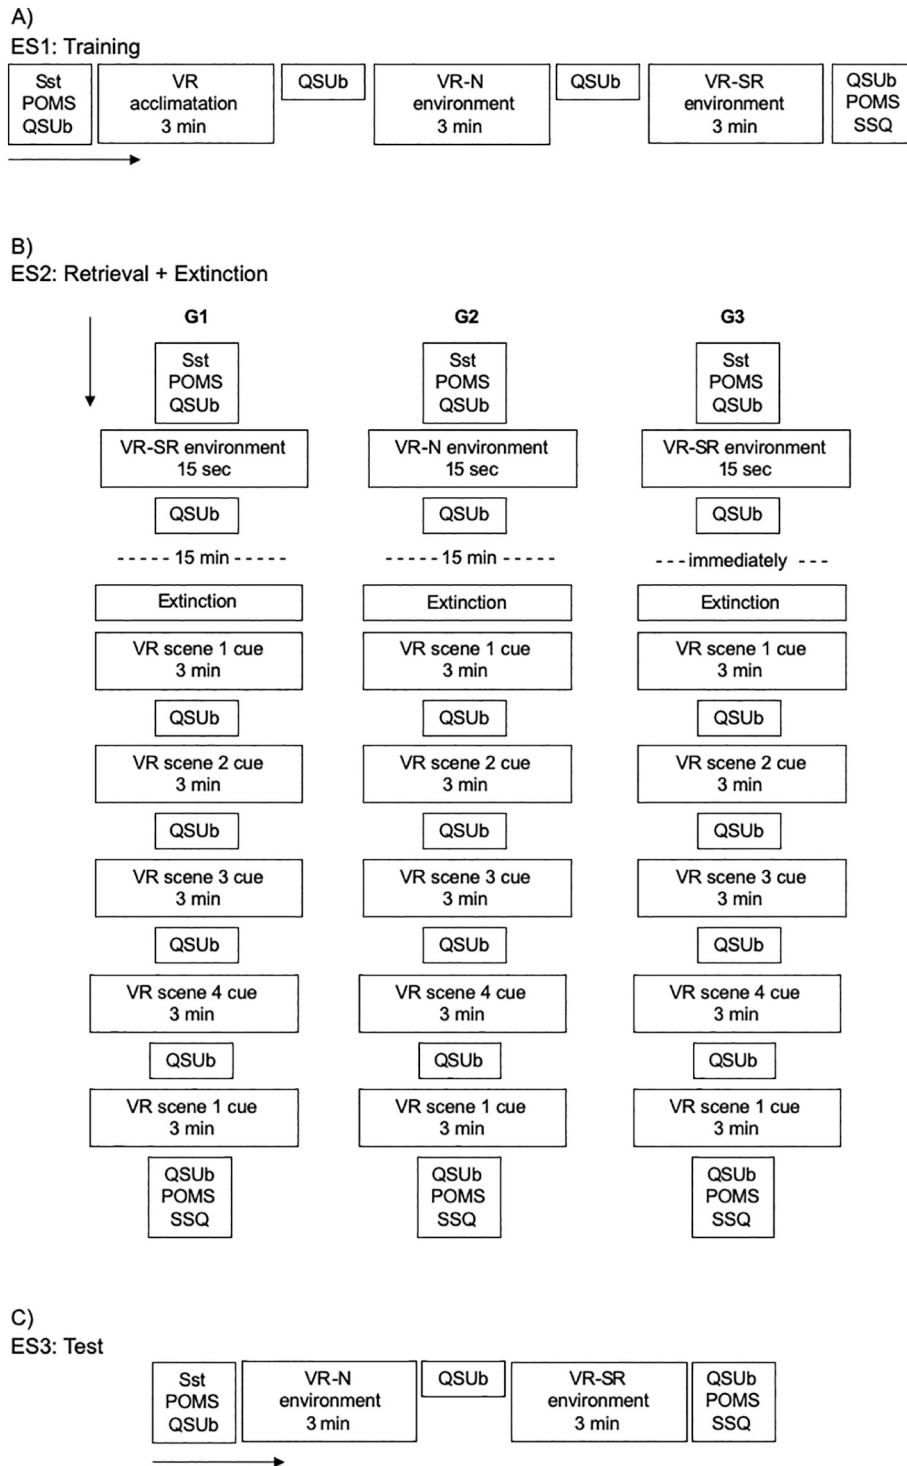 A)
ES1: Training
Sst
POMS
QSUb
VR
acclimatation
3 min
QSUb
VR-N
environment
3 min
QSUb
VR-SR
environment
3 min
QSUb
POMS
SSQ
B)
ES2: Retrieval + Extinction
G1
Sst
POMS
QSUb
VR-SR environment
15 sec
QSUb
- - - - - 15 min - - - - -
Extinction
VR scene 1 cue
3 min
QSUb
VR scene 2 cue
3 min
QSUb
VR scene 3 cue
3 min
QSUb
VR scene 4 cue
3 min
QSUb
VR scene 1 cue
3 min
QSUb
POMS
SSQ
G2
Sst
POMS
QSUb
VR-N environment
15 sec
QSUb
- - - - - 15 min - - - - -
Extinction
VR scene 1 cue
3 min
QSUb
VR scene 2 cue
3 min
QSUb
VR scene 3 cue
3 min
QSUb
VR scene 4 cue
3 min
QSUb
VR scene 1 cue
3 min
QSUb
POMS
SSQ
G3
Sst
POMS
QSUb
VR-SR environment
15 sec
QSUb
- - - immediately - - -
Extinction
VR scene 1 cue
3 min
QSUb
VR scene 2 cue
3 min
QSUb
VR scene 3 cue
3 min
QSUb
VR scene 4 cue
3 min
QSUb
VR scene 1 cue
3 min
QSUb
POMS
SSQ
C)
ES3: Test
Sst
POMS
QSUb
VR-N
environment
3 min
QSUb
VR-SR
environment
3 min
QSUb
POMS
SSQ